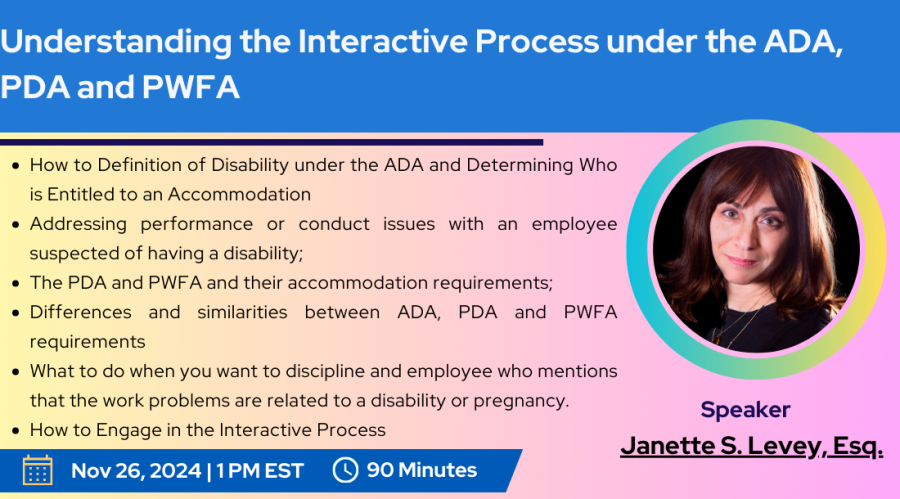 Understanding the Interactive Process under the ADA,
PDA and PWFA
• How to Definition of Disability under the ADA and Determining Who
is Entitled to an Accommodation
• Addressing performance or conduct issues with an employee
suspected of having a disability;
• The PDA and PWFA and their accommodation requirements;
• Differences and similarities between ADA, PDA and PWFA
requirements
• What to do when you want to discipline and employee who mentions
that the work problems are related to a disability or pregnancy.
• How to Engage in the Interactive Process
Nov 26, 2024 | 1 PM EST
90 Minutes
Speaker
Janette S. Levey, Esq.